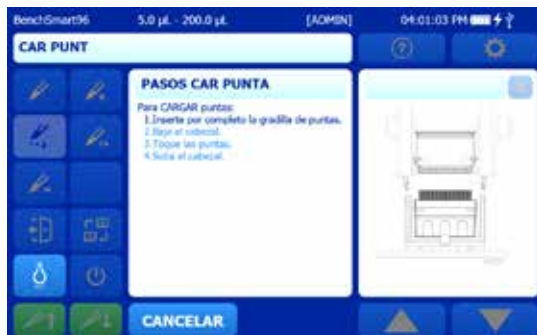 BenchSmart96 5.0 µL - 200.0 µL [ADMIN] 04:01:03 PM
CAR PUNT
PASOS CAR PUNTA
Para CARGAR puntas:
1.Inserte por completo la gradilla de puntas.
2.Baje el cabezal.
3.Toque las puntas.
4.Suba el cabezal.
CANCELAR